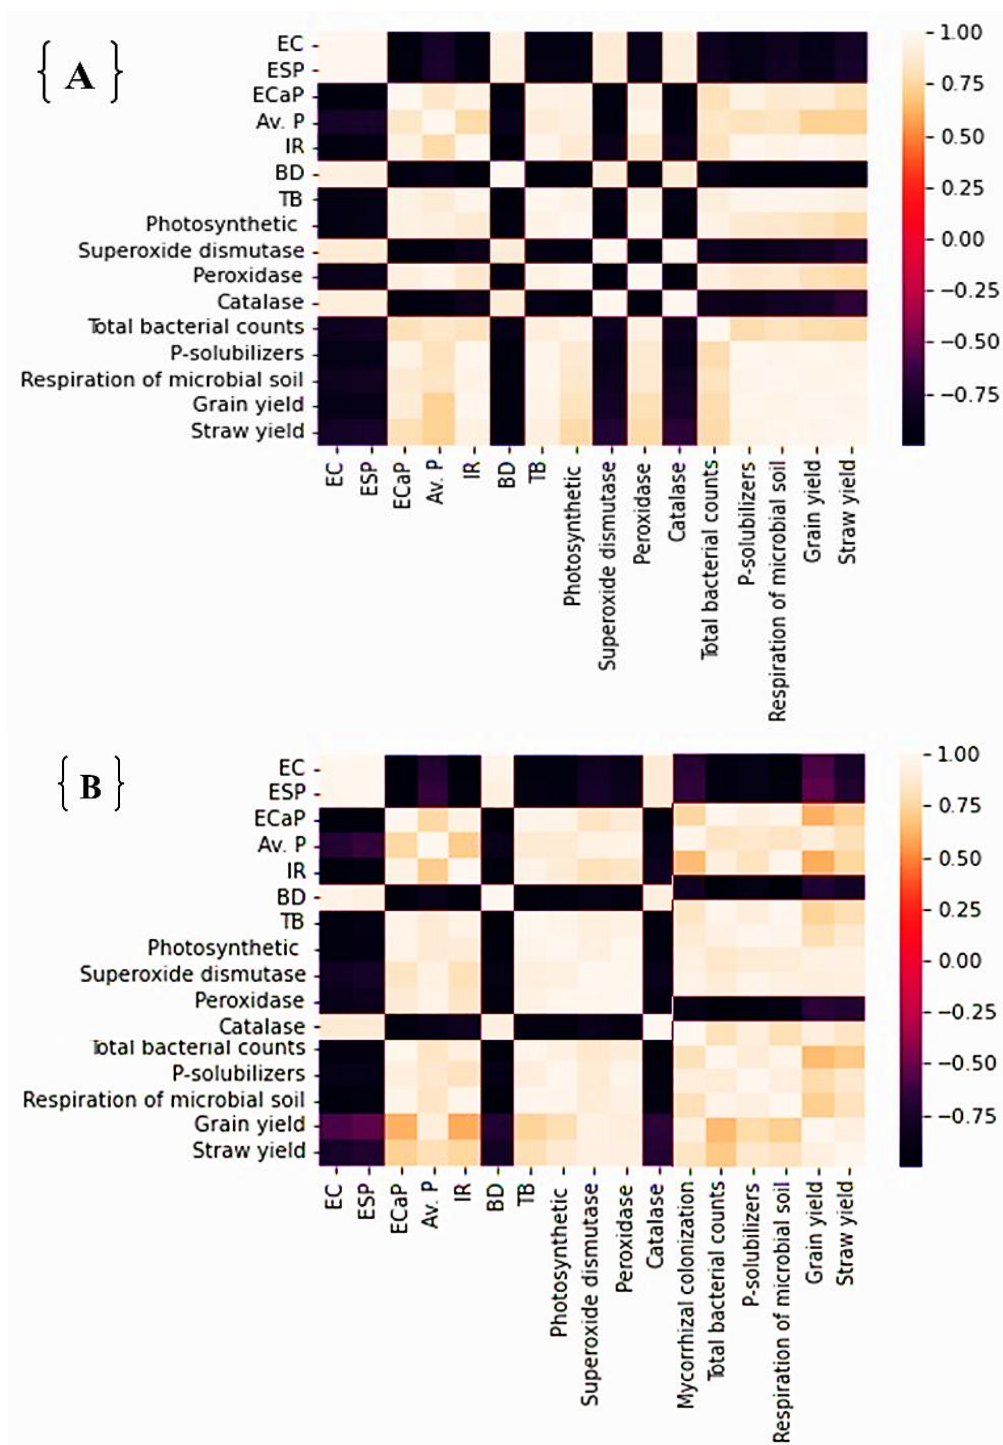 { A }
EC
ESP
ECaP
Av. P
IR
BD
TB
Photosynthetic
Superoxide dismutase
Peroxidase
Catalase
Total bacterial counts
P-solubilizers
Respiration of microbial soil
Grain yield
Straw yield
1.00
0.75
0.50
0.25
0.00
−0.25
−0.50
−0.75
EC
ESP
ECaP
Av. P
IR
BD
TB
Photosynthetic
Superoxide dismutase
Peroxidase
Catalase
Total bacterial counts
P-solubilizers
Respiration of microbial soil
Grain yield
Straw yield
{ B }
EC
ESP
ECaP
Av. P
IR
BD
TB
Photosynthetic
Superoxide dismutase
Peroxidase
Catalase
Total bacterial counts
P-solubilizers
Respiration of microbial soil
Grain yield
Straw yield
1.00
0.75
0.50
0.25
0.00
−0.25
−0.50
−0.75
EC
ESP
ECaP
Av. P
IR
BD
TB
Photosynthetic
Superoxide dismutase
Peroxidase
Catalase
Mycorrhizal colonization
Total bacterial counts
P-solubilizers
Respiration of microbial soil
Grain yield
Straw yield